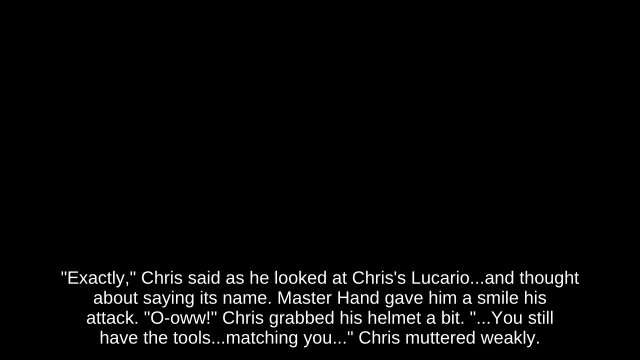 "Exactly," Chris said as he looked at Chris's Lucario...and thought
about saying its name. Master Hand gave him a smile his
attack. "O-oww!" Chris grabbed his helmet a bit. "...You still
have the tools...matching you..." Chris muttered weakly.